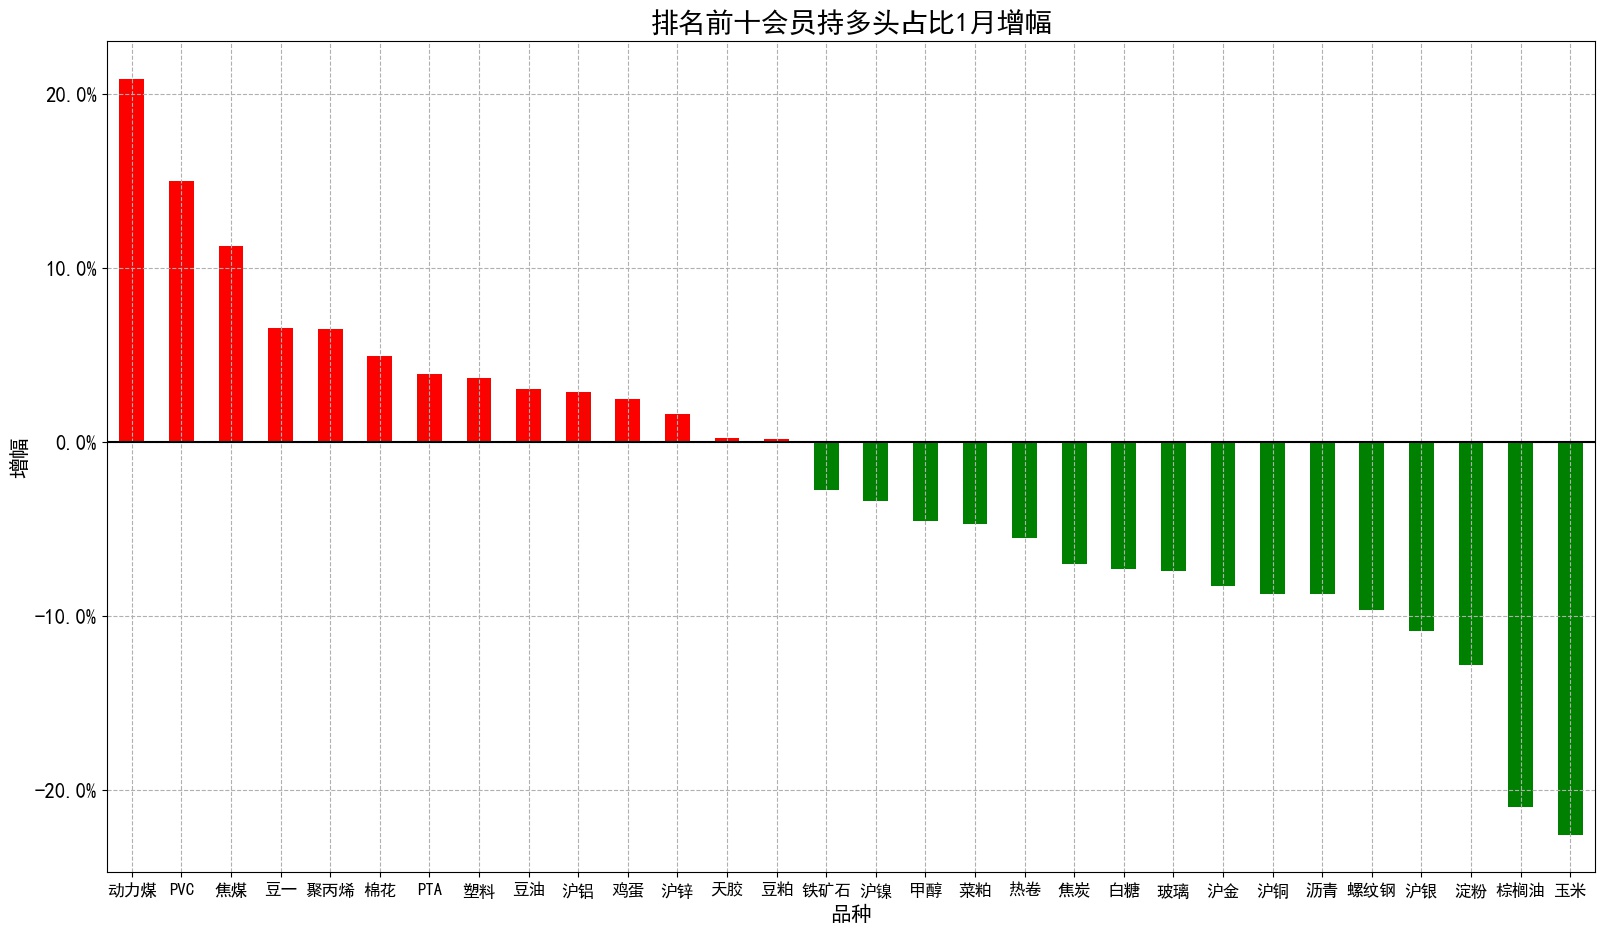 排名前十会员持多头占比1月增幅
20.0%
10.0%
0.0%
−10.0%
−20.0%
增幅
动力煤 PVC 焦煤 豆一 聚丙烯 棉花 PTA 塑料 豆油 沪铝 鸡蛋 沪锌 天胶 豆粕 铁矿石 沪镍 甲醇 菜粕 热卷 焦炭 白糖 玻璃 沪金 沪铜 沥青 螺纹钢 沪银 淀粉 棕榈油 玉米
品种